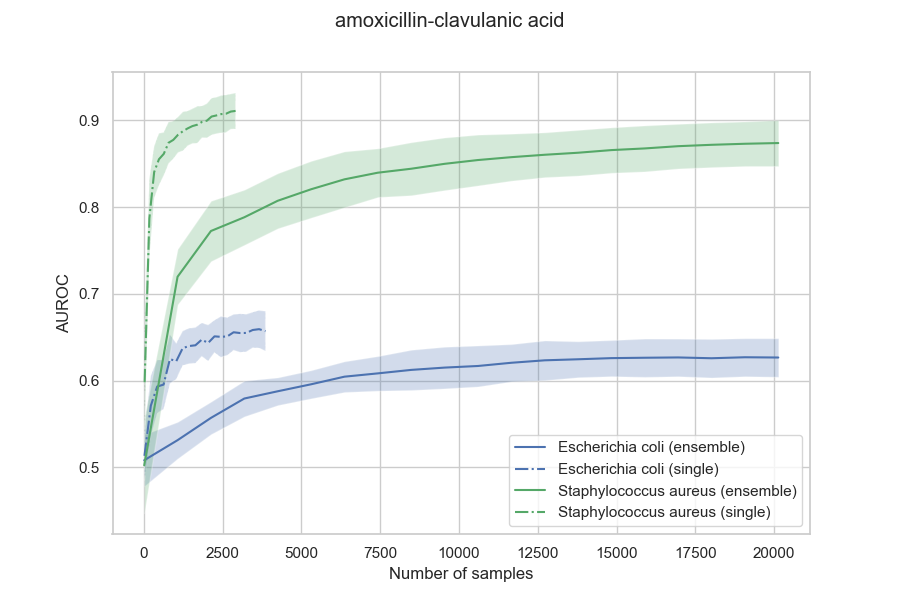 amoxicillin-clavulanic acid
AUROC
0.9
0.8
0.7
0.6
0.5
Escherichia coli (ensemble)
Escherichia coli (single)
Staphylococcus aureus (ensemble)
Staphylococcus aureus (single)
0 2500 5000 7500 10000 12500 15000 17500 20000
Number of samples